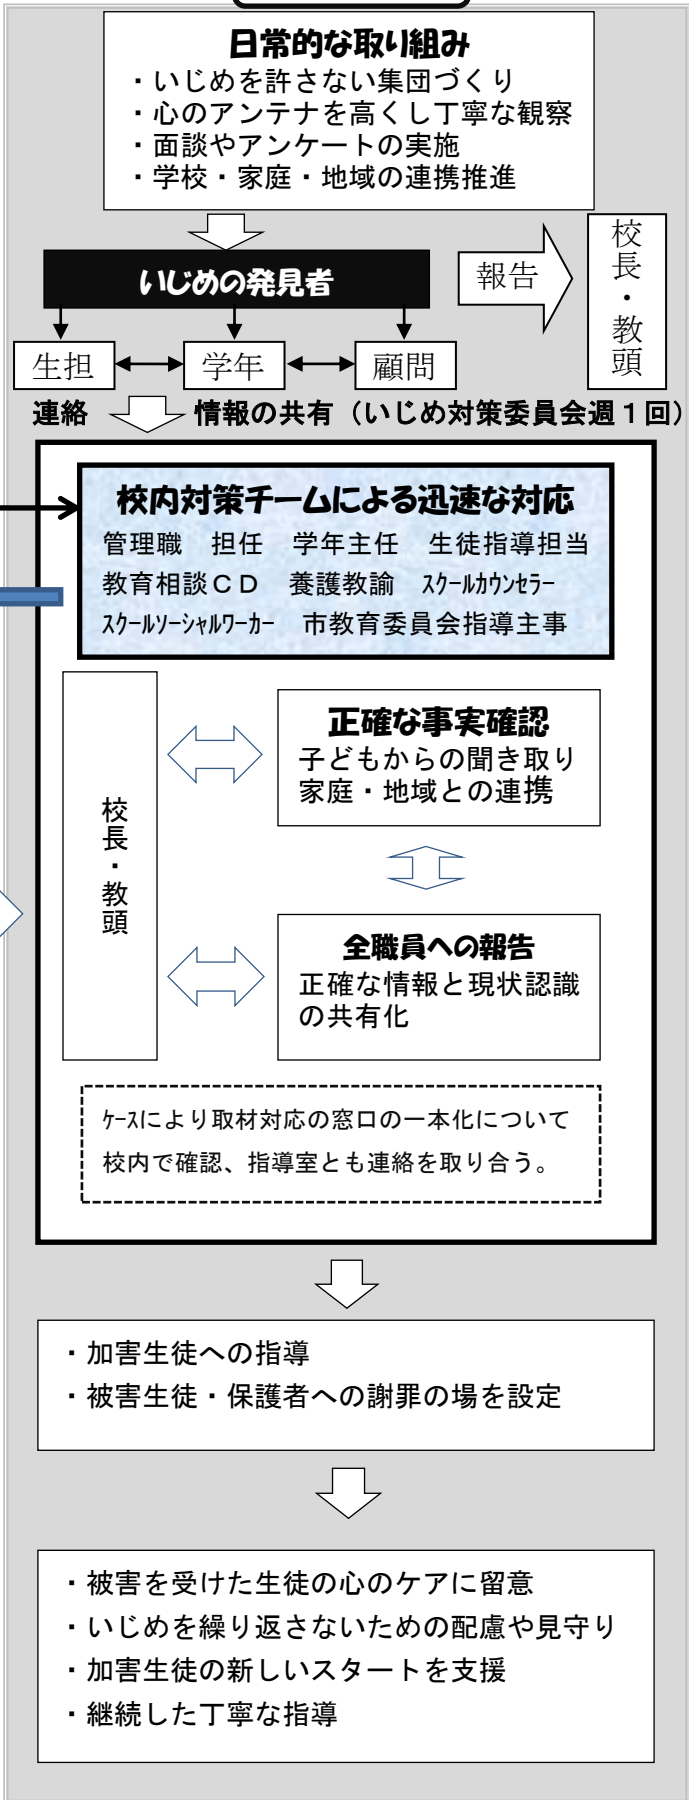 日常的な取り組み
・いじめを許さない集団づくり
・心のアンテナを高くし丁寧な観察
・面談やアンケートの実施
・学校・家庭・地域の連携推進
いじめの発見者
報告
校長・教頭
生担
学年
顧問
連絡
情報の共有（いじめ対策委員会週１回）
校内対策チームによる迅速な対応
管理職　担任　学年主任　生徒指導担当
教育相談ＣＤ　養護教諭　ｽｸｰﾙｶｳﾝｾﾗｰ
ｽｸｰﾙｿｰｼｬﾙﾜｰｶｰ　市教育委員会指導主事
校長・教頭
正確な事実確認
子どもからの聞き取り
家庭・地域との連携
全職員への報告
正確な情報と現状認識
の共有化
ｹｰｽにより取材対応の窓口の一本化について
校内で確認、指導室とも連絡を取り合う。
・加害生徒への指導
・被害生徒・保護者への謝罪の場を設定
・被害を受けた生徒の心のケアに留意
・いじめを繰り返さないための配慮や見守り
・加害生徒の新しいスタートを支援
・継続した丁寧な指導